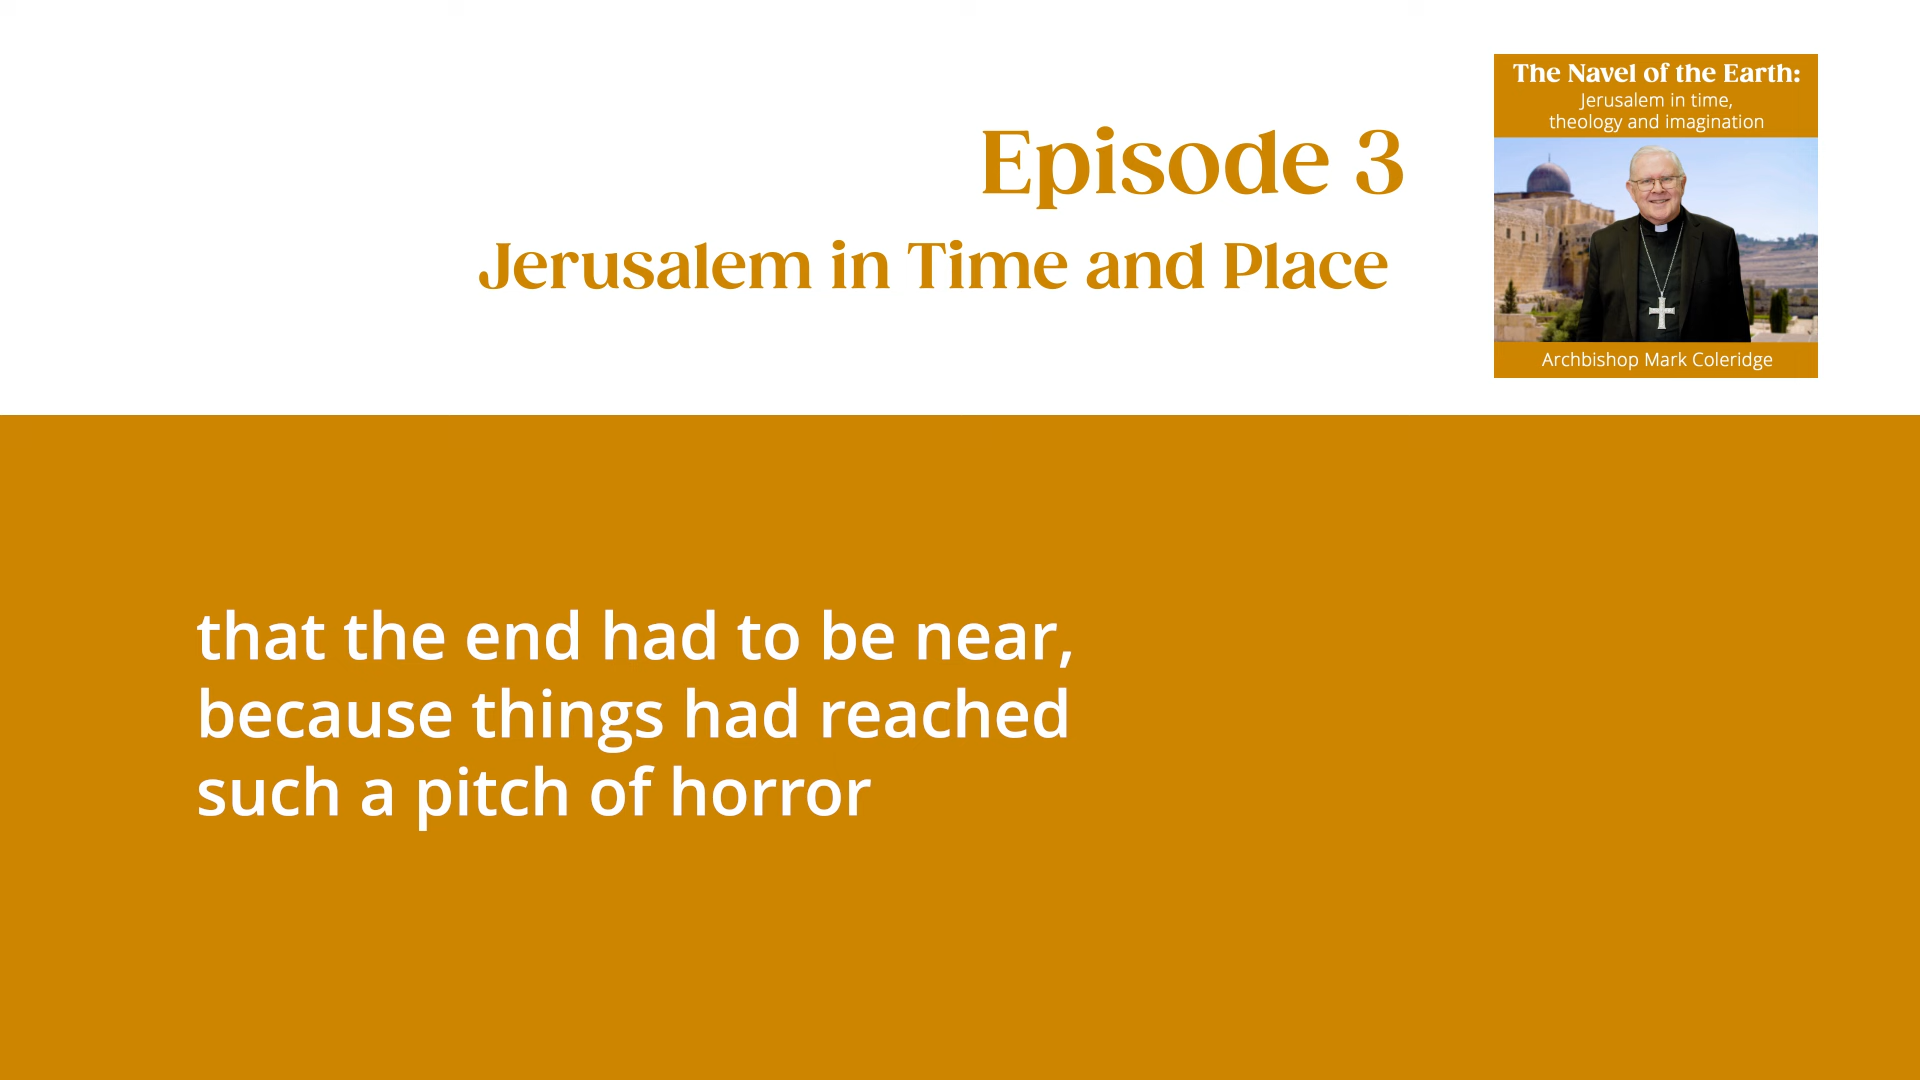 Episode 3
Jerusalem in Time and Place
The Navel of the Earth:
Jerusalem in time,
theology and imagination
Archbishop Mark Coleridge
that the end had to be near,
because things had reached
such a pitch of horror